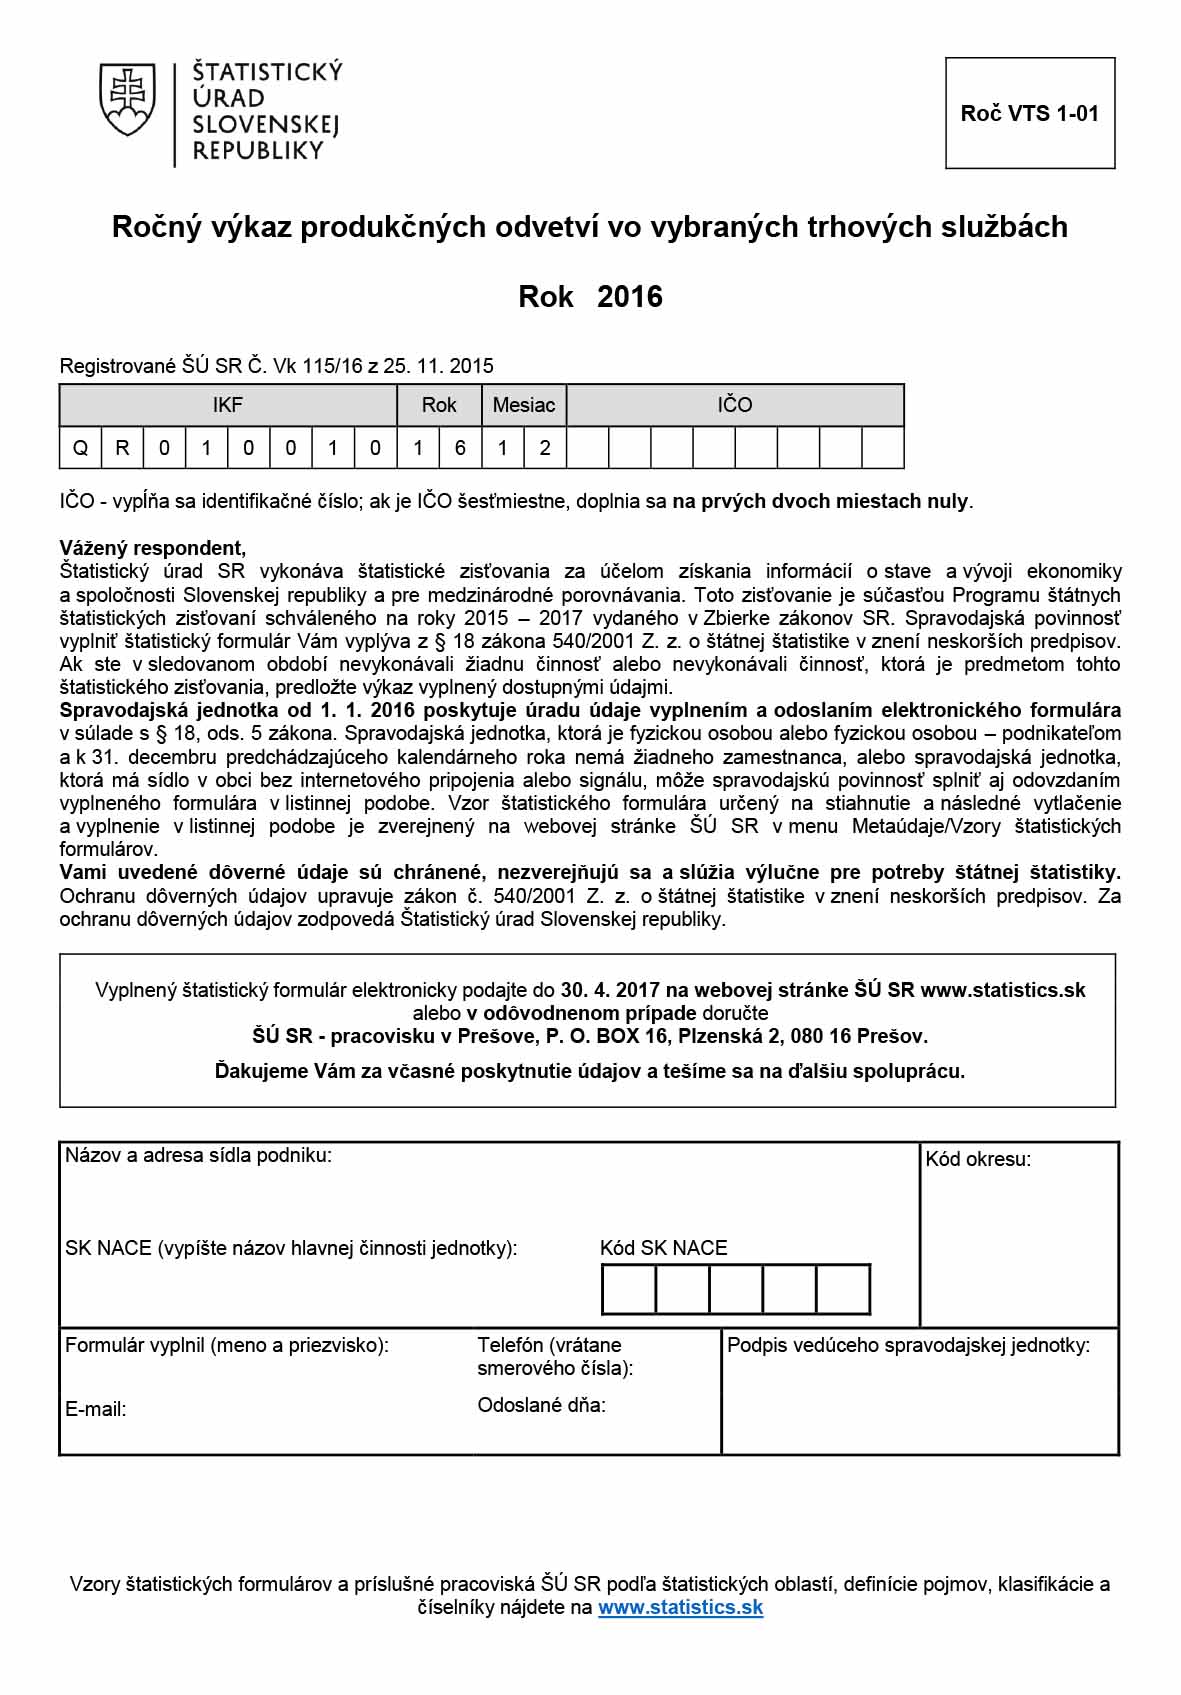 ŠTATISTICKÝ
ÚRAD
SLOVENSKEJ
REPUBLIKY
Roč VTS 1-01
Ročný výkaz produkčných odvetví vo vybraných trhových službách
Rok 2016
Registrované ŠÚ SR Č. Vk 115/16 z 25. 11. 2015
IKF Rok Mesiac IČO
Q R 0 1 0 0 1 0 1 6 1 2
IČO - vypĺňa sa identifikačné číslo; ak je IČO šesťmiestne, doplnia sa na prvých dvoch miestach nuly.
Vážený respondent,
Štatistický úrad SR vykonáva štatistické zisťovania za účelom získania informácií o stave a vývoji ekonomiky
a spoločnosti Slovenskej republiky a pre medzinárodné porovnávania. Toto zisťovanie je súčasťou Programu štátnych
štatistických zisťovaní schváleného na roky 2015 – 2017 vydaného v Zbierke zákonov SR. Spravodajská povinnosť
vyplniť štatistický formulár Vám vyplýva z § 18 zákona 540/2001 Z. z. o štátnej štatistike v znení neskorších predpisov.
Ak ste v sledovanom období nevykonávali žiadnu činnosť alebo nevykonávali činnosť, ktorá je predmetom tohto
štatistického zisťovania, predložte výkaz vyplnený dostupnými údajmi.
Spravodajská jednotka od 1. 1. 2016 poskytuje úradu údaje vyplnením a odoslaním elektronického formulára
v súlade s § 18, ods. 5 zákona. Spravodajská jednotka, ktorá je fyzickou osobou alebo fyzickou osobou – podnikateľom
a k 31. decembru predchádzajúceho kalendárneho roka nemá žiadneho zamestnanca, alebo spravodajská jednotka,
ktorá má sídlo v obci bez internetového pripojenia alebo signálu, môže spravodajskú povinnosť splniť aj odovzdaním
vyplneného formulára v listinnej podobe. Vzor štatistického formulára určený na stiahnutie a následné vytlačenie
a vyplnenie v listinnej podobe je zverejnený na webovej stránke ŠÚ SR v menu Metaúdaje/Vzory štatistických
formulárov.
Vami uvedené dôverné údaje sú chránené, nezverejňujú sa a slúžia výlučne pre potreby štátnej štatistiky.
Ochranu dôverných údajov upravuje zákon č. 540/2001 Z. z. o štátnej štatistike v znení neskorších predpisov. Za
ochranu dôverných údajov zodpovedá Štatistický úrad Slovenskej republiky.
Vyplnený štatistický formulár elektronicky podajte do 30. 4. 2017 na webovej stránke ŠÚ SR www.statistics.sk
alebo v odôvodnenom prípade doručte
ŠÚ SR - pracovisku v Prešove, P. O. BOX 16, Plzenská 2, 080 16 Prešov.
Ďakujeme Vám za včasné poskytnutie údajov a tešíme sa na ďalšiu spoluprácu.
Názov a adresa sídla podniku:
Kód okresu:
SK NACE (vypíšte názov hlavnej činnosti jednotky): Kód SK NACE
Formulár vyplnil (meno a priezvisko):
Telefón (vrátane
smerového čísla):
Podpis vedúceho spravodajskej jednotky:
E-mail:
Odoslané dňa:
Vzory štatistických formulárov a príslušné pracoviská ŠÚ SR podľa štatistických oblastí, definície pojmov, klasifikácie a
číselníky nájdete na www.statistics.sk